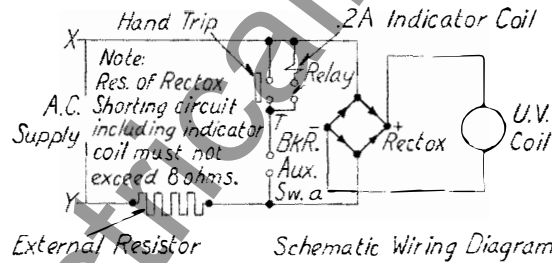 Hand Trip
.2A Indicator Coil
X
Note:
Relay
Res. of Rectox
A.C. Shorting circuit
Supply including indicator
coil must not
exceed 8 ohms.
T
BKR.
Aux.
Sw. a
- +
Rectox
U.V.
Coil
Y
External Resistor
Schematic Wiring Diagram